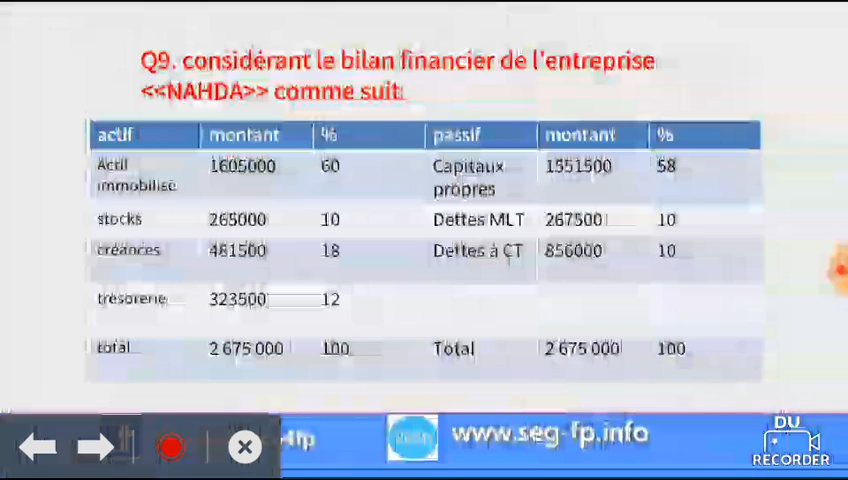 Q9. considérant le bilan financier de l'entreprise
<<NAHDA>> comme suit:
actif montant % passif montant %
Actif immobilisé 1605000 60 Capitaux propres 1551500 58
stocks 265000 10 Dettes MLT 267500 10
créances 481500 18 Dettes à CT 856000 10
trésorerie 323500 12
total 2 675 000 100 Total 2 675 000 100
www.seg-fp.info
DU
RECORDER